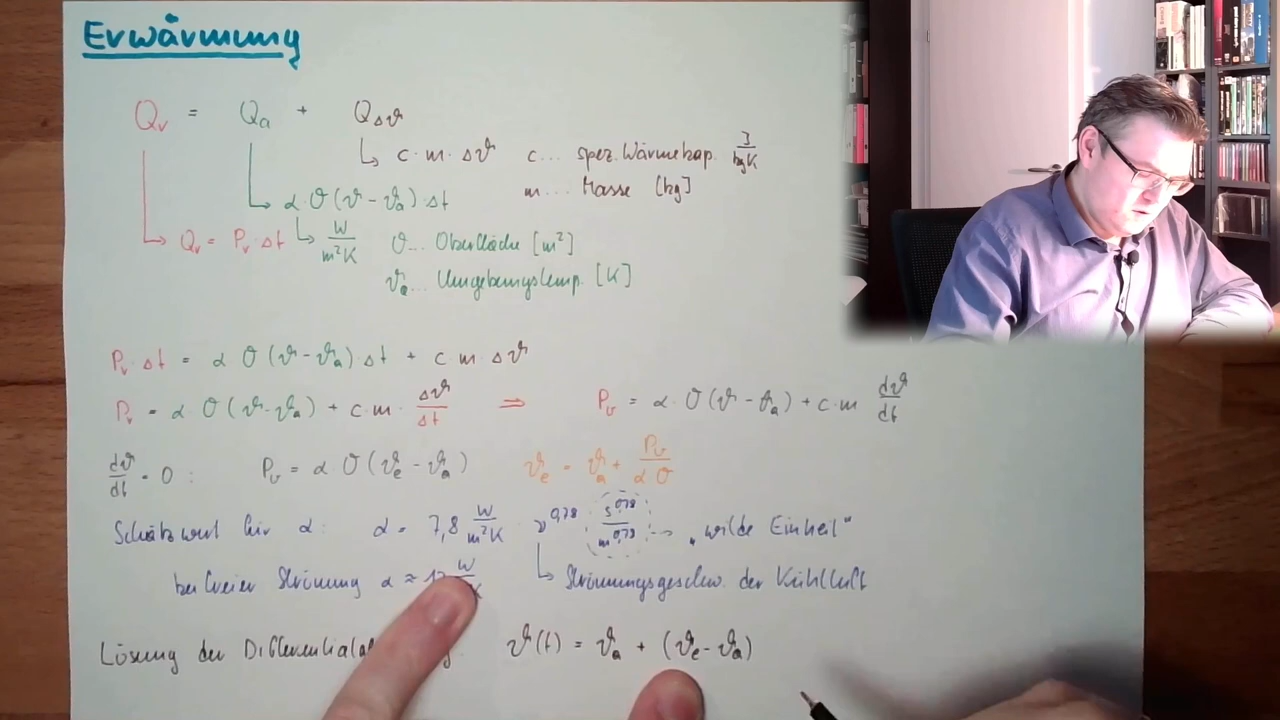 Erwärmung
Qv = Qa + QΔϑ
c·m·Δϑ c... spez. Wärmekap. J/kgK
m... Masse [kg]
α·O(ϑ-ϑa)·Δt
Qv = Pv·Δt W/m²K O... Oberfläche [m²]
ϑa... Umgebungstemp. [K]
Pv·Δt = α O(ϑ-ϑa)·Δt + c·m·Δϑ
Pv = α O(ϑ-ϑa) + c·m·Δϑ/Δt ⇒ Pv = α·O(ϑ-ϑa) + c·m dϑ/dt
dϑ/dt = 0: Pv = α O(ϑe-ϑa) ϑe = ϑa + Pv/(α O)
Schätzwert für α: α = 7,8 W/m²K · v^0,78 s^0,78/m^0,78 → „wilde Einheit"
bei freier Strömung α ≈ Strömungsgeschw. der Kühlluft
Lösung der ϑ(t) = ϑa + (ϑe-ϑa)